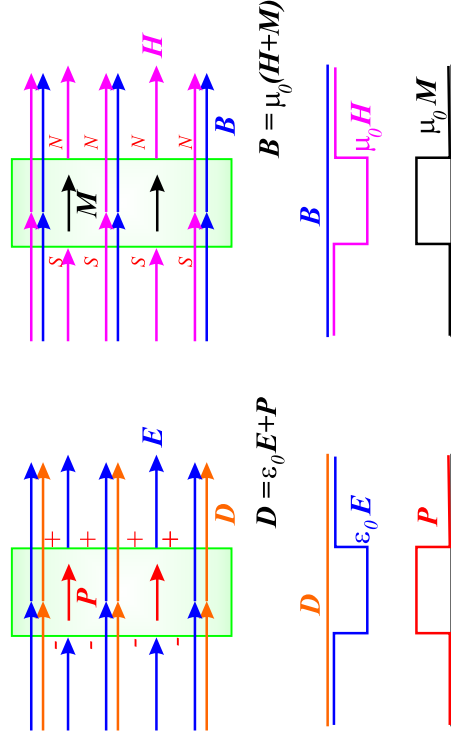 - +
- P +
- +
E
- +
D
D = ε₀E+P
D
ε₀E
P
S N
S M N
S N
H
S N
B
B = μ₀(H+M)
B
μ₀H
μ₀M